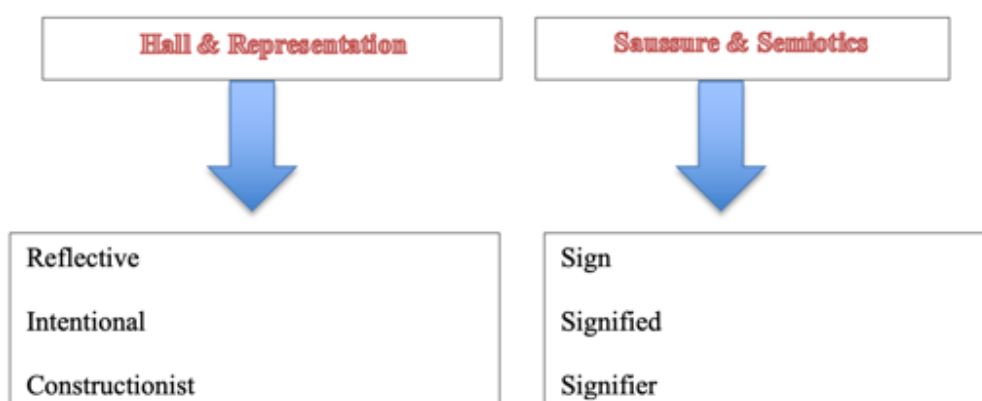 Hall & Representation
Saussure & Semiotics
Reflective
Intentional
Constructionist
Sign
Signified
Signifier